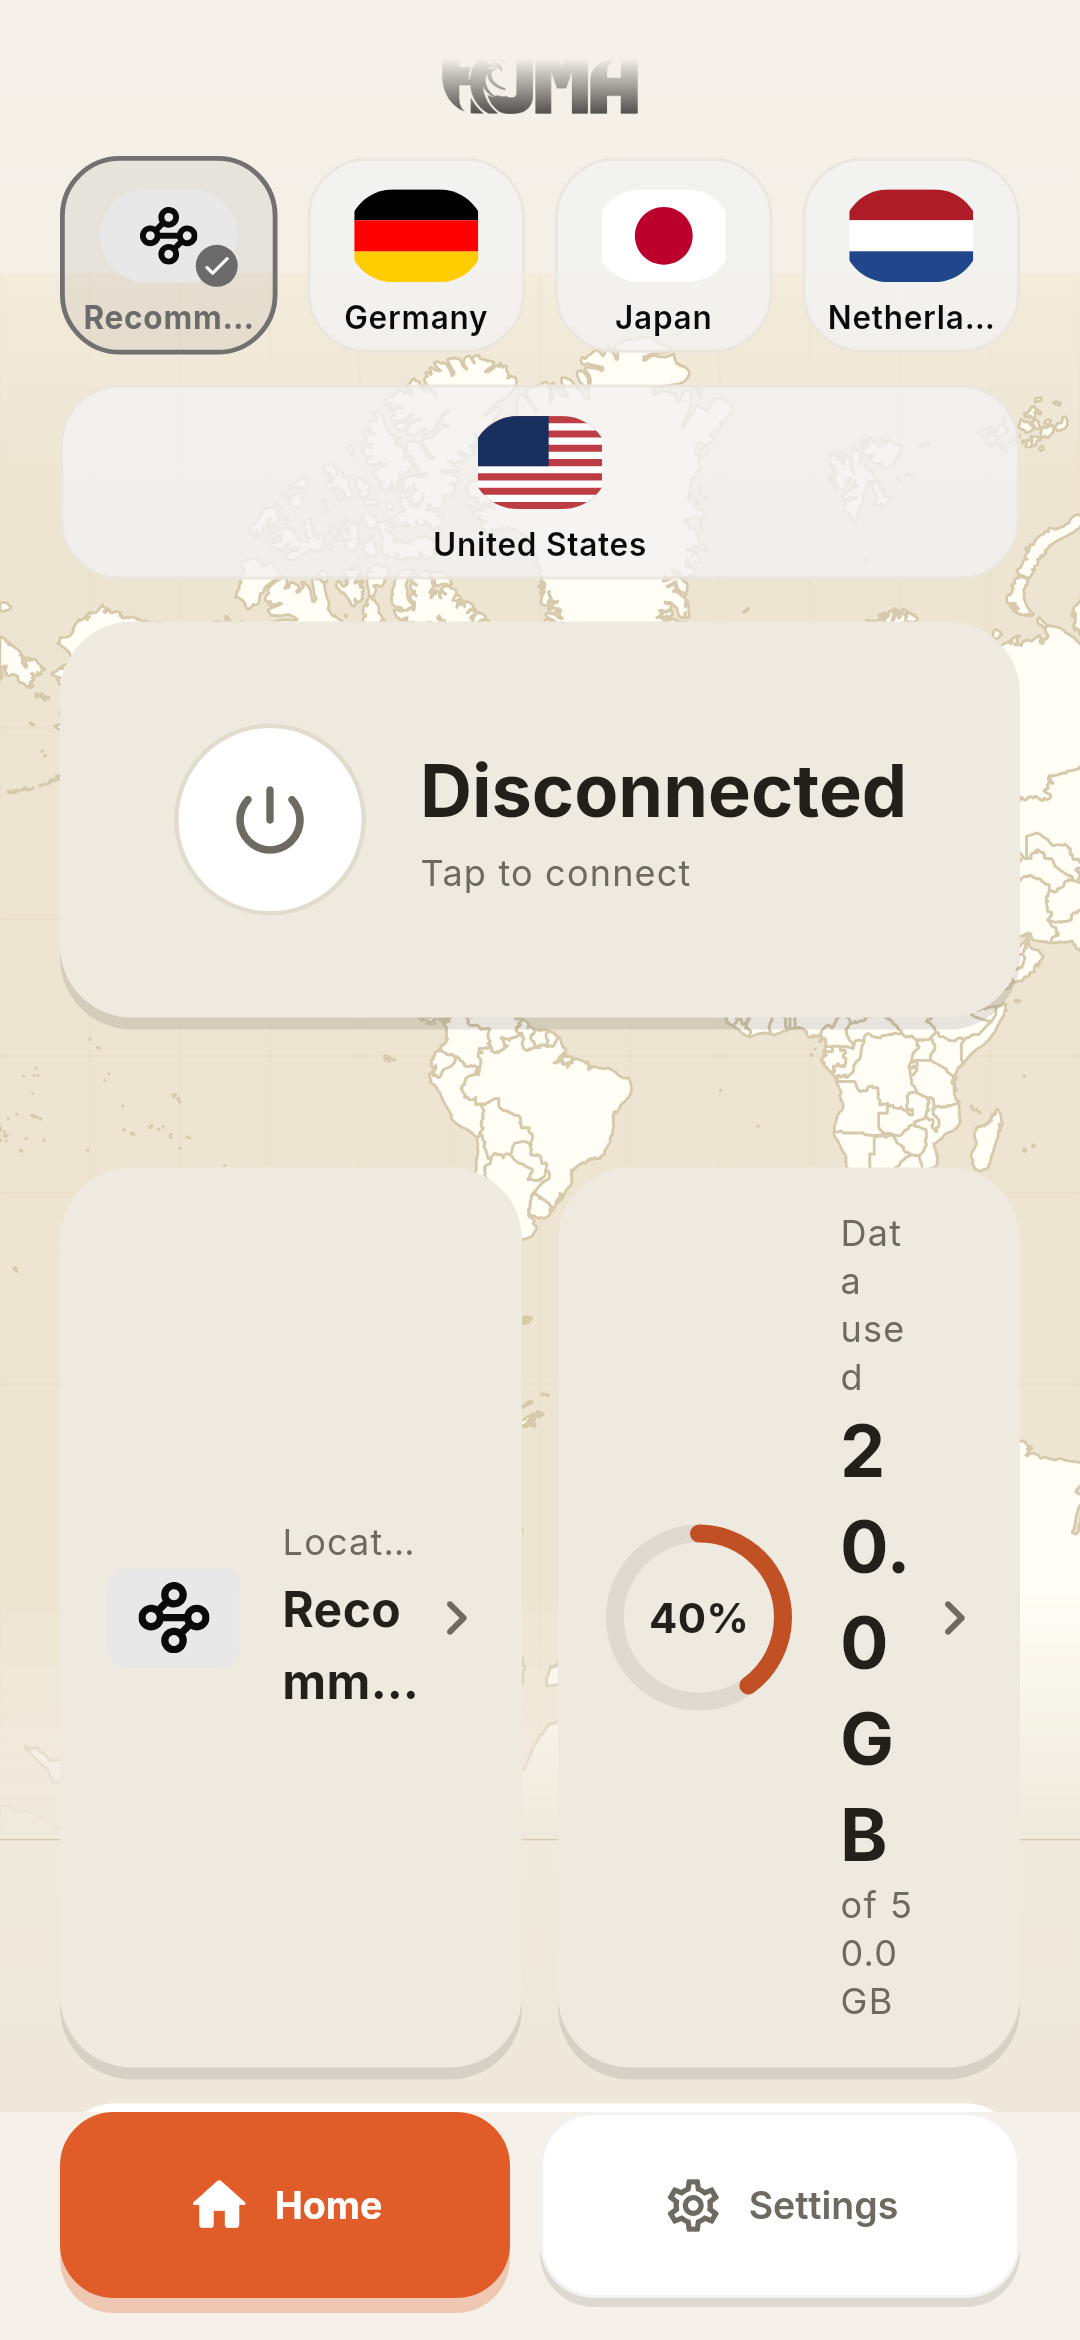 HUMA
Recomm...
Germany
Japan
Netherla...
United States
Disconnected
Tap to connect
Locat...
Reco
mm...
40%
Dat
a
use
d
2
0.
0
G
B
of 5
0.0
GB
Home
Settings